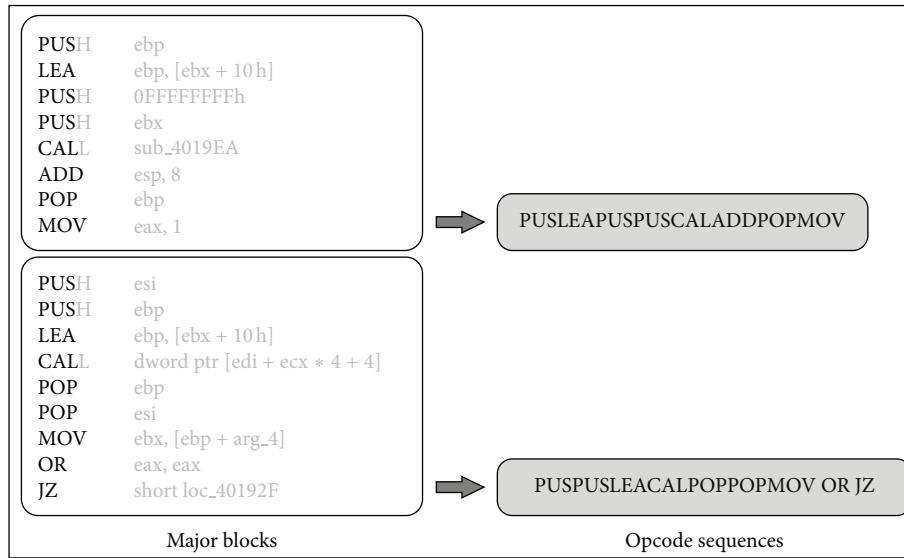 PUSH ebp
LEA ebp, [ebx + 10 h]
PUSH 0FFFFFFFFh
PUSH ebx
CALL sub_4019EA
ADD esp, 8
POP ebp
MOV eax, 1
PUSLEAPUSPUSCALADDPOPMOV
PUSH esi
PUSH ebp
LEA ebp, [ebx + 10 h]
CALL dword ptr [edi + ecx ∗ 4 + 4]
POP ebp
POP esi
MOV ebx, [ebp + arg_4]
OR eax, eax
JZ short loc_40192F
PUSPUSLEACALPOPPOPMOV OR JZ
Major blocks
Opcode sequences